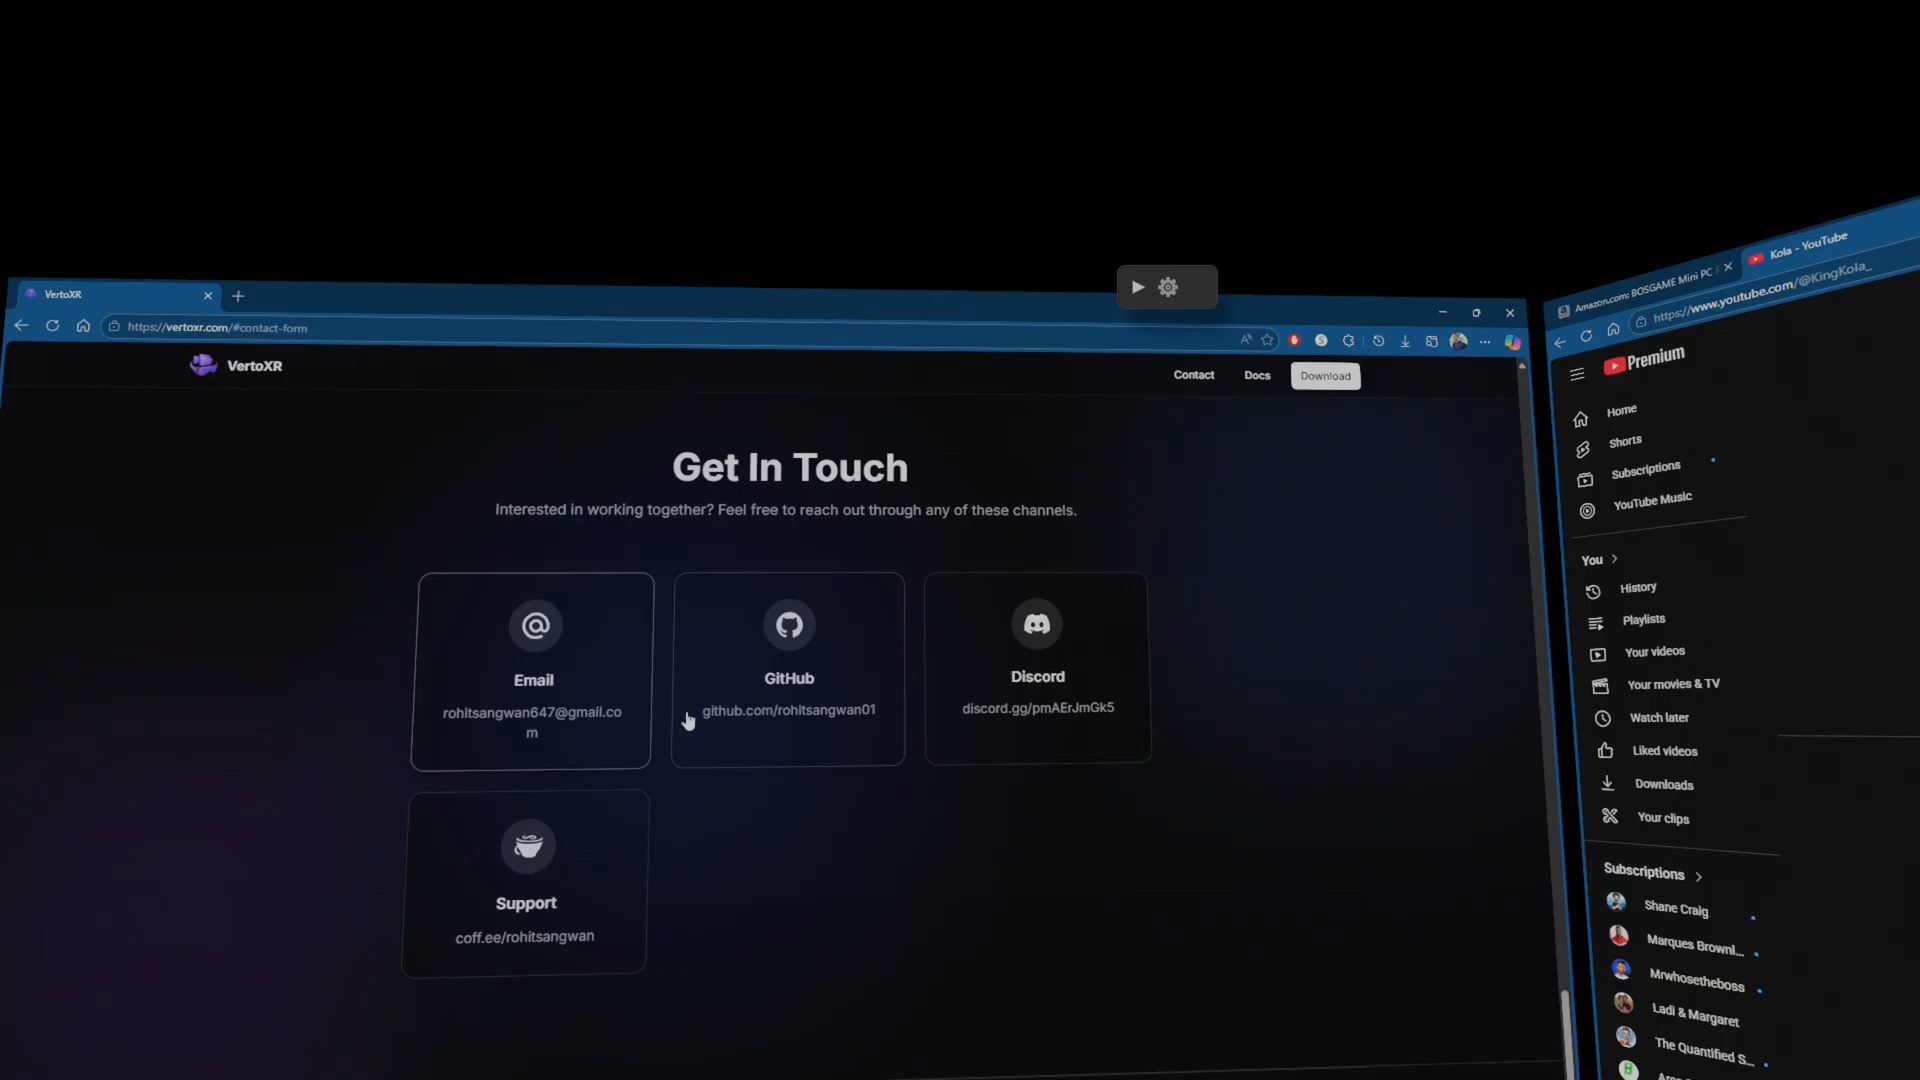 VertoXR
https://vertoxr.com/#contact-form
VertoXR
Contact
Docs
Download
Get In Touch
Interested in working together? Feel free to reach out through any of these channels.
Email
rohitsangwan647@gmail.co
m
GitHub
github.com/rohitsangwan01
Discord
discord.gg/pmAErJmGk5
Support
coff.ee/rohitsangwan
Amazon.com: BOSGAME Mini PC
Kola - YouTube
https://www.youtube.com/@KingKola_
Premium
Home
Shorts
Subscriptions
YouTube Music
You
History
Playlists
Your videos
Your movies & TV
Watch later
Liked videos
Downloads
Your clips
Subscriptions
Shane Craig
Marques Brownl...
Mrwhosetheboss
Ladi & Margaret
The Quantified S...